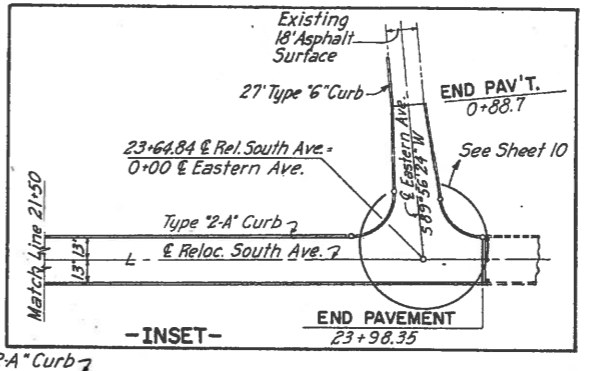 Existing
18' Asphalt
Surface
27' Type "6" Curb
END PAV'T.
0+88.7
See Sheet 10
℄ Eastern Ave.
S 89°56'24" W
23+64.84 ℄ Rel. South Ave. =
0+00 ℄ Eastern Ave.
Type "2-A" Curb
Match Line 21+50
℄ Reloc. South Ave.
13' 13'
END PAVEMENT
23+98.35
-INSET-
2-A" Curb